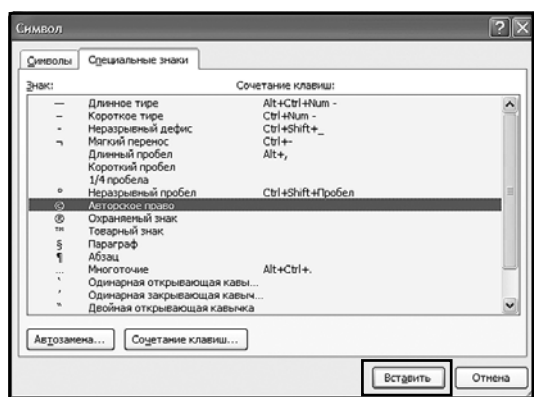 Символ
Символы Специальные знаки
Знак: Сочетание клавиш:
— Длинное тире Alt+Ctrl+Num -
– Короткое тире Ctrl+Num -
- Неразрывный дефис Ctrl+Shift+_
¬ Мягкий перенос Ctrl+-
Длинный пробел Alt+,
Короткий пробел
1/4 пробела
° Неразрывный пробел Ctrl+Shift+Пробел
© Авторское право
® Охраняемый знак
™ Товарный знак
§ Параграф
¶ Абзац
... Многоточие Alt+Ctrl+.
‛ Одинарная открывающая кавы...
’ Одинарная закрывающая кавыч...
“ Двойная открывающая кавычка
Автозамена... Сочетание клавиш...
Вставить Отмена